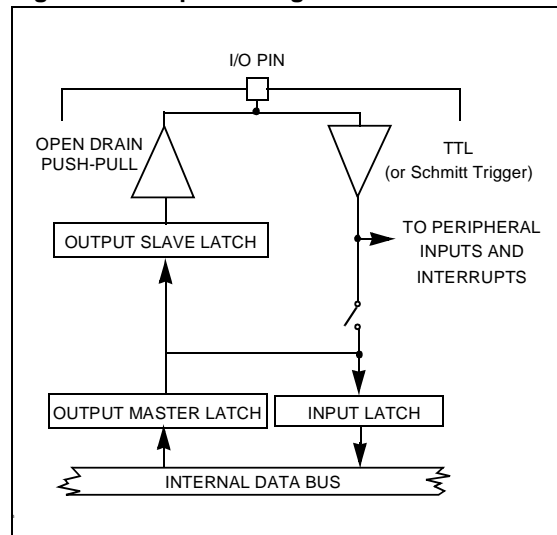 I/O PIN
OPEN DRAIN
PUSH-PULL
TTL
(or Schmitt Trigger)
OUTPUT SLAVE LATCH
TO PERIPHERAL
INPUTS AND
INTERRUPTS
OUTPUT MASTER LATCH
INPUT LATCH
INTERNAL DATA BUS